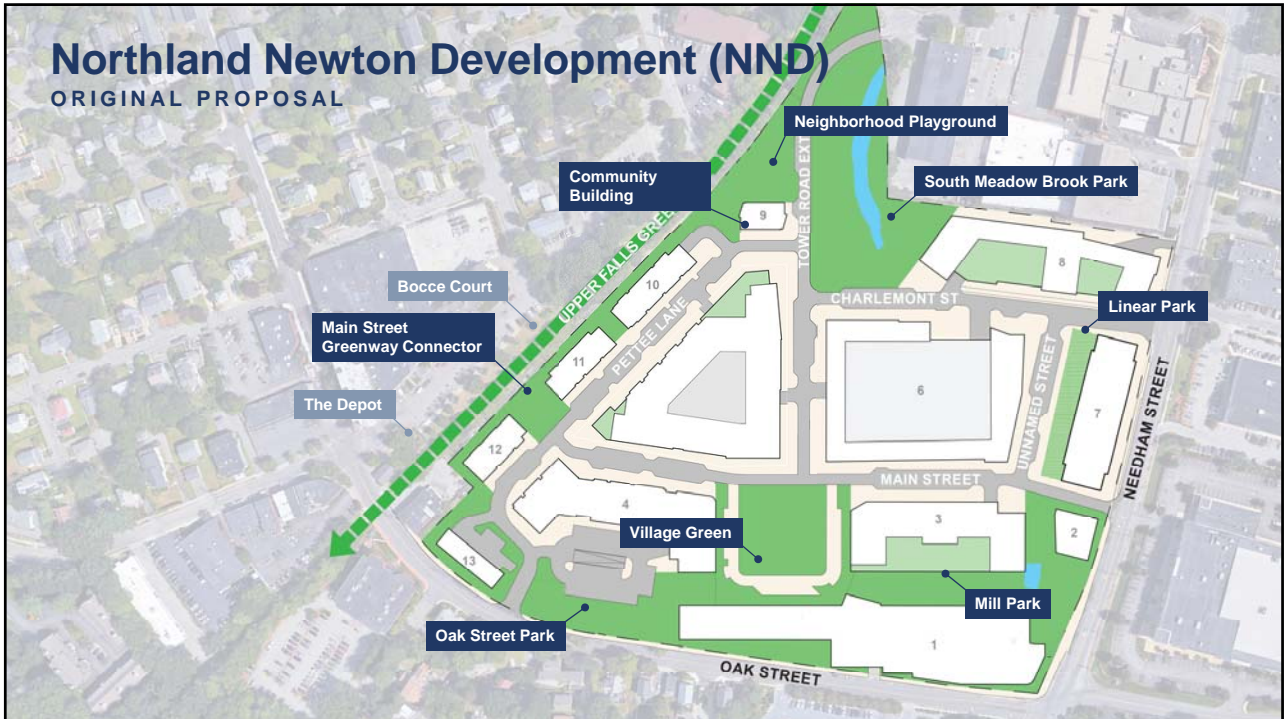 Northland Newton Development (NND)
ORIGINAL PROPOSAL
Neighborhood Playground
Community
Building
South Meadow Brook Park
TOWER ROAD EXT
9
8
UPPER FALLS GREE
Bocce Court
10
CHARLEMONT ST
Linear Park
Main Street
Greenway Connector
PETTEE LANE
11
6
UNNAMED STREET
7
NEEDHAM STREET
The Depot
12
MAIN STREET
4
3
Village Green
2
13
Mill Park
Oak Street Park
1
OAK STREET